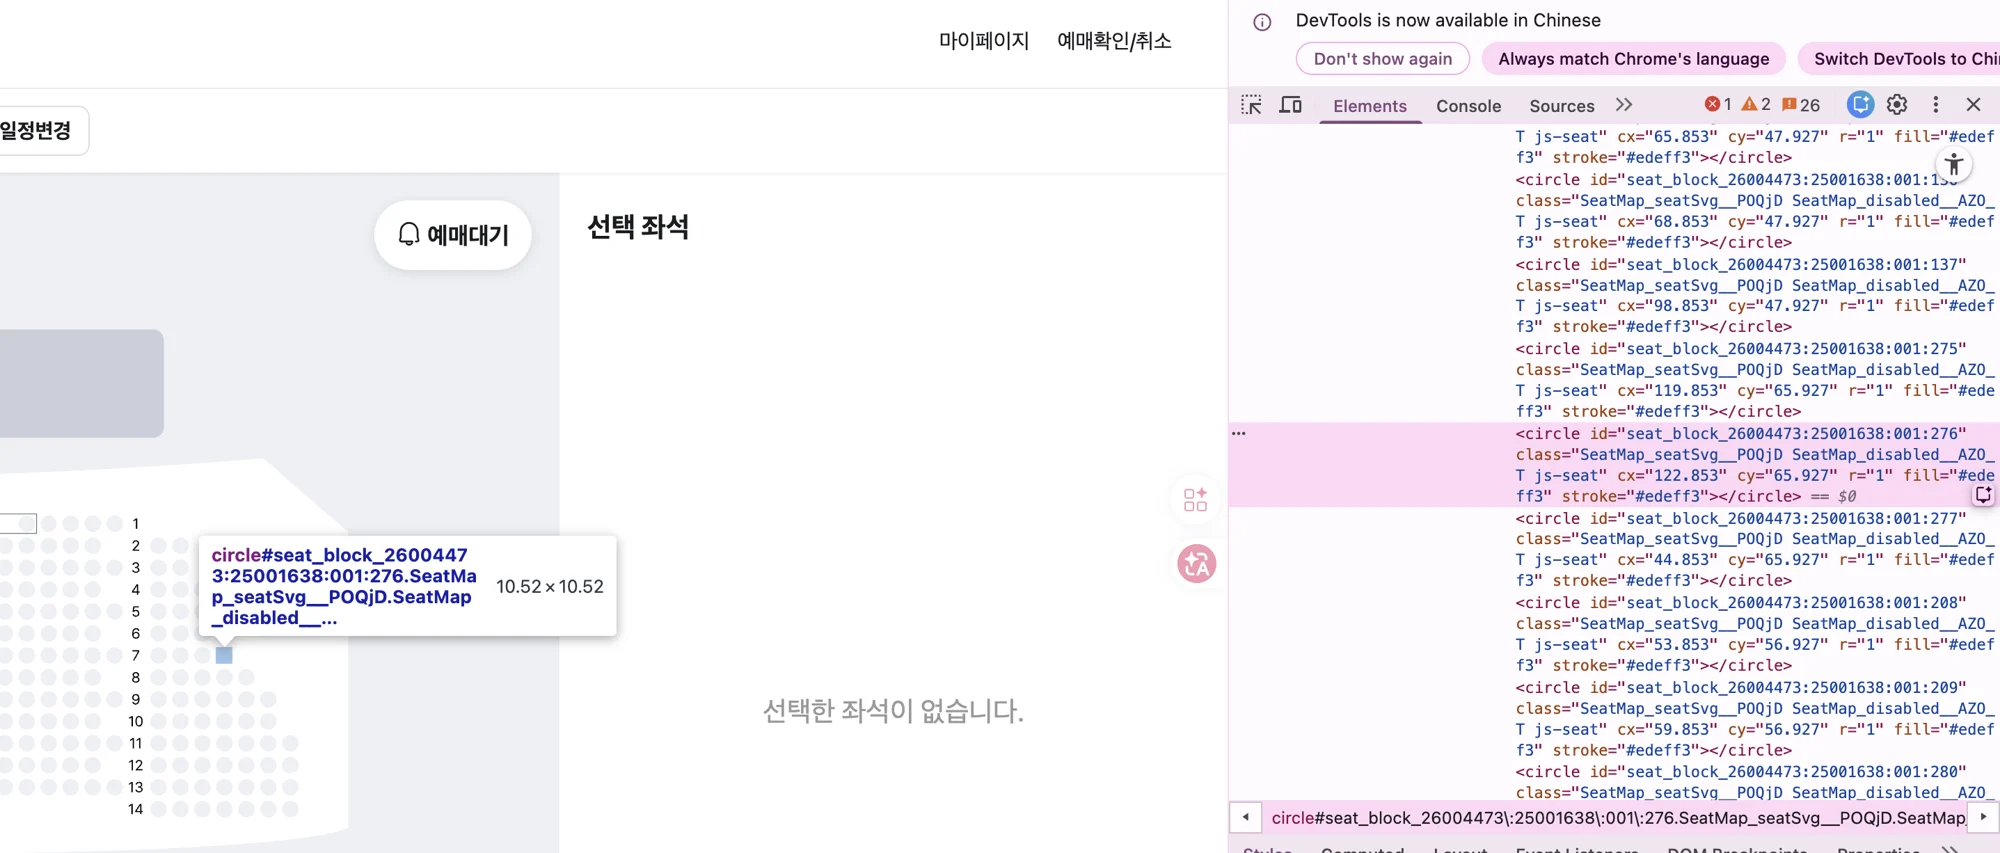 마이페이지 예매확인/취소
일정변경
예매대기
선택 좌석
1
2
3
4
5
6
7
8
9
10
11
12
13
14
circle#seat_block_2600447
3:25001638:001:276.SeatMa
p_seatSvg__POQjD.SeatMap
_disabled__...
10.52 × 10.52
선택한 좌석이 없습니다.
DevTools is now available in Chinese
Don't show again Always match Chrome's language Switch DevTools to Chi
Elements Console Sources 1 2 26
T js-seat" cx="65.853" cy="47.927" r="1" fill="#edef
f3" stroke="#edeff3"></circle>
<circle id="seat_block_26004473:25001638:001:136"
class="SeatMap_seatSvg__POQjD SeatMap_disabled__AZO_
T js-seat" cx="68.853" cy="47.927" r="1" fill="#edef
f3" stroke="#edeff3"></circle>
<circle id="seat_block_26004473:25001638:001:137"
class="SeatMap_seatSvg__POQjD SeatMap_disabled__AZO_
T js-seat" cx="98.853" cy="47.927" r="1" fill="#edef
f3" stroke="#edeff3"></circle>
<circle id="seat_block_26004473:25001638:001:275"
class="SeatMap_seatSvg__POQjD SeatMap_disabled__AZO_
T js-seat" cx="119.853" cy="65.927" r="1" fill="#ede
ff3" stroke="#edeff3"></circle>
<circle id="seat_block_26004473:25001638:001:276"
class="SeatMap_seatSvg__POQjD SeatMap_disabled__AZO_
T js-seat" cx="122.853" cy="65.927" r="1" fill="#ede
ff3" stroke="#edeff3"></circle> == $0
<circle id="seat_block_26004473:25001638:001:277"
class="SeatMap_seatSvg__POQjD SeatMap_disabled__AZO_
T js-seat" cx="44.853" cy="65.927" r="1" fill="#edef
f3" stroke="#edeff3"></circle>
<circle id="seat_block_26004473:25001638:001:208"
class="SeatMap_seatSvg__POQjD SeatMap_disabled__AZO_
T js-seat" cx="53.853" cy="56.927" r="1" fill="#edef
f3" stroke="#edeff3"></circle>
<circle id="seat_block_26004473:25001638:001:209"
class="SeatMap_seatSvg__POQjD SeatMap_disabled__AZO_
T js-seat" cx="59.853" cy="56.927" r="1" fill="#edef
f3" stroke="#edeff3"></circle>
<circle id="seat_block_26004473:25001638:001:280"
class="SeatMap_seatSvg__POQjD SeatMap_disabled__AZO_
circle#seat_block_26004473\:25001638\:001\:276.SeatMap_seatSvg__POQjD.SeatMap_
Styles Computed Layout Event Listeners DOM Breakpoints Properties